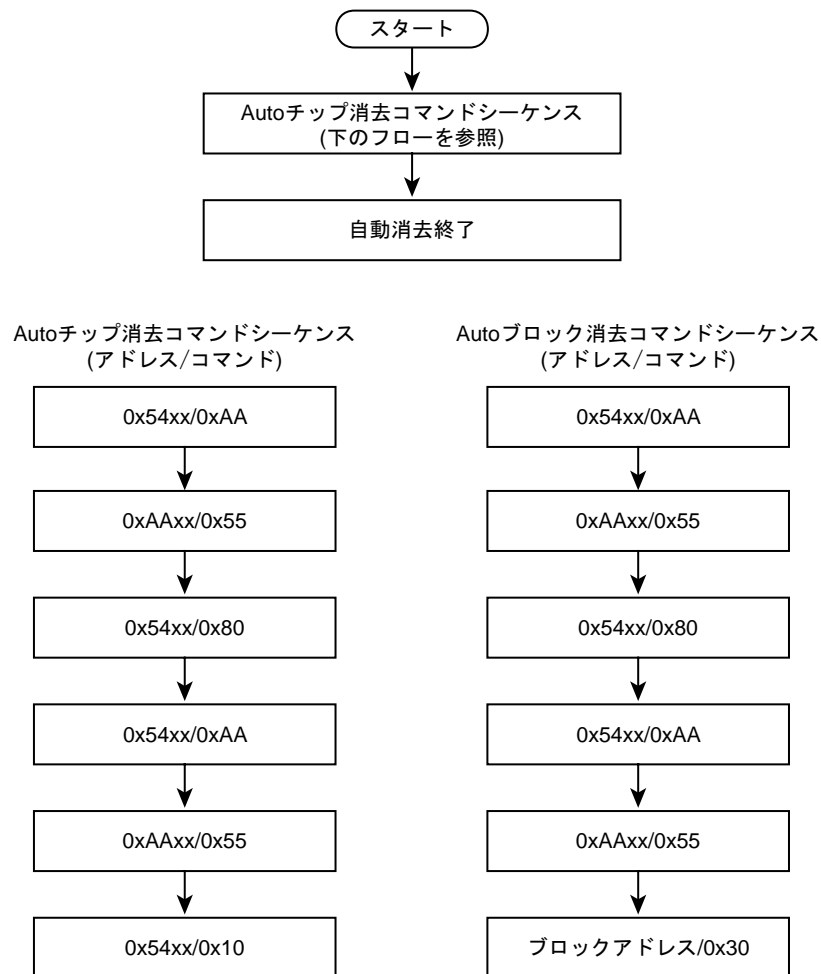 スタート
Autoチップ消去コマンドシーケンス
(下のフローを参照)
自動消去終了
Autoチップ消去コマンドシーケンス
(アドレス/コマンド)
0x54xx/0xAA
0xAAxx/0x55
0x54xx/0x80
0x54xx/0xAA
0xAAxx/0x55
0x54xx/0x10
Autoブロック消去コマンドシーケンス
(アドレス/コマンド)
0x54xx/0xAA
0xAAxx/0x55
0x54xx/0x80
0x54xx/0xAA
0xAAxx/0x55
ブロックアドレス/0x30